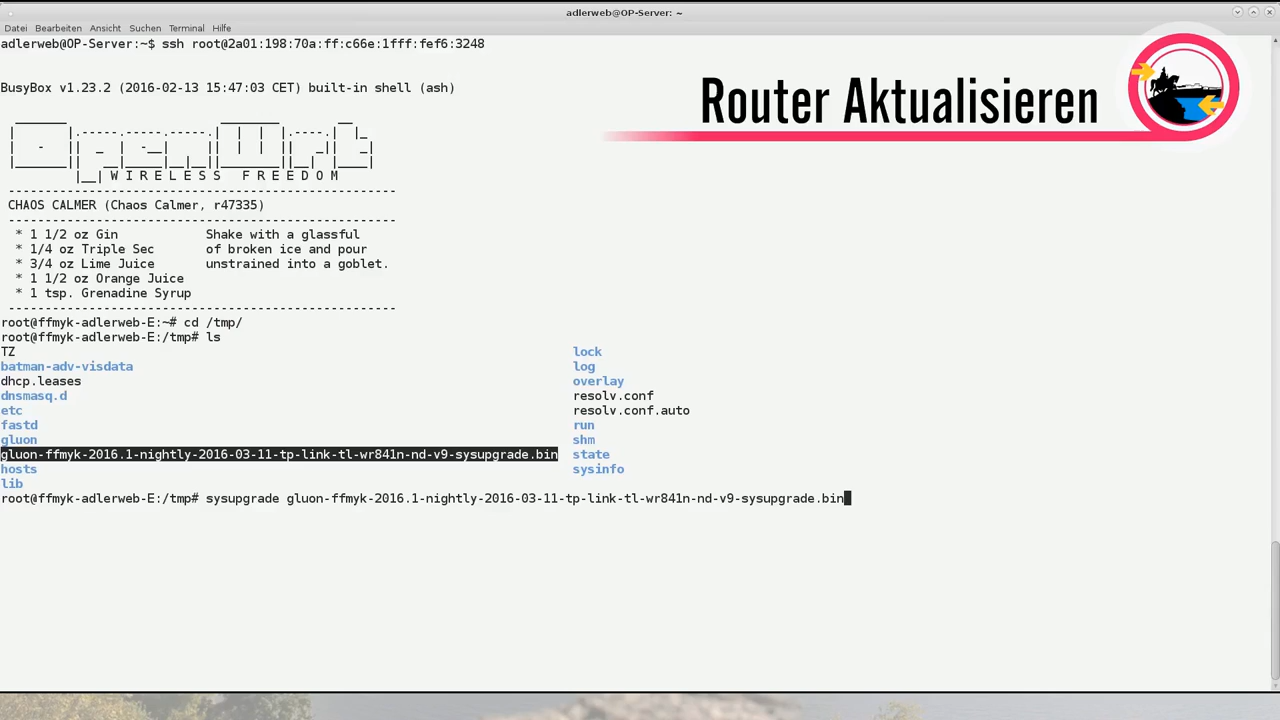 adlerweb@OP-Server: ~
Datei Bearbeiten Ansicht Suchen Terminal Hilfe
adlerweb@OP-Server:~$ ssh root@2a01:198:70a:ff:c66e:1fff:fef6:3248
Router Aktualisieren
BusyBox v1.23.2 (2016-02-13 15:47:03 CET) built-in shell (ash)
W I R E L E S S   F R E E D O M
CHAOS CALMER (Chaos Calmer, r47335)
* 1 1/2 oz Gin Shake with a glassful
* 1/4 oz Triple Sec of broken ice and pour
* 3/4 oz Lime Juice unstrained into a goblet.
* 1 1/2 oz Orange Juice
* 1 tsp. Grenadine Syrup
root@ffmyk-adlerweb-E:~# cd /tmp/
root@ffmyk-adlerweb-E:/tmp# ls
TZ lock
batman-adv-visdata log
dhcp.leases overlay
dnsmasq.d resolv.conf
etc resolv.conf.auto
fastd run
gluon shm
gluon-ffmyk-2016.1-nightly-2016-03-11-tp-link-tl-wr841n-nd-v9-sysupgrade.bin state
hosts sysinfo
lib
root@ffmyk-adlerweb-E:/tmp# sysupgrade gluon-ffmyk-2016.1-nightly-2016-03-11-tp-link-tl-wr841n-nd-v9-sysupgrade.bin